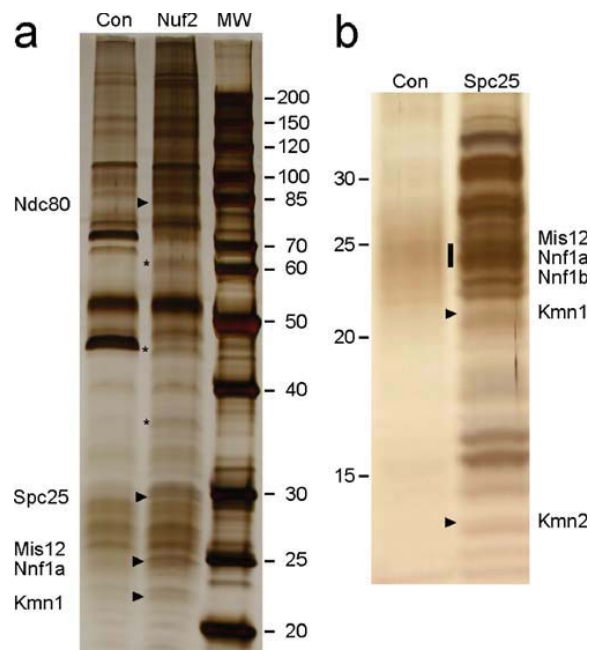 a
Con Nuf2 MW
200
150
120
100
Ndc80 85
70
* 60
50
*
40
*
Spc25 30
Mis12
Nnf1a 25
Kmn1
20
b
Con Spc25
30
Mis12
25 Nnf1a
Nnf1b
Kmn1
20
15
Kmn2